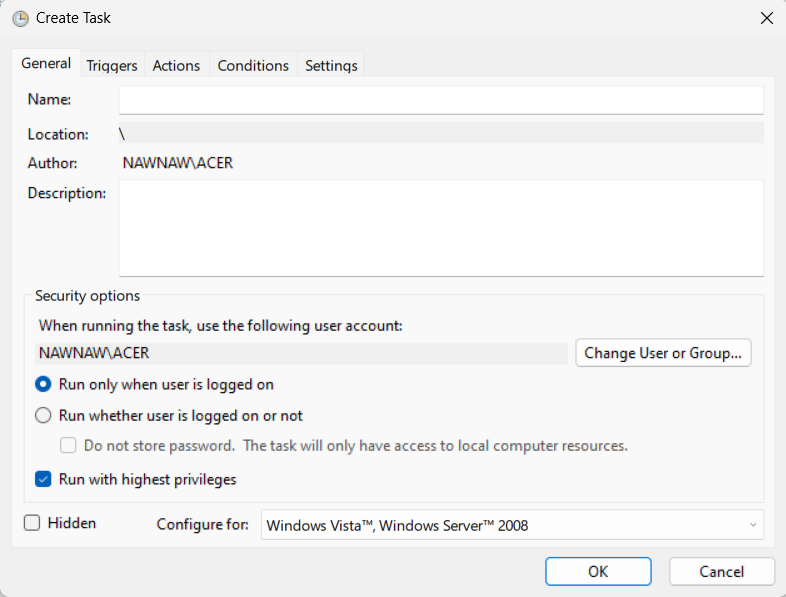 Create Task
General Triggers Actions Conditions Settings
Name:
Location: \
Author: NAWNAW\ACER
Description:
Security options
When running the task, use the following user account:
NAWNAW\ACER Change User or Group...
Run only when user is logged on
Run whether user is logged on or not
Do not store password.  The task will only have access to local computer resources.
Run with highest privileges
Hidden Configure for: Windows Vista™, Windows Server™ 2008
OK Cancel